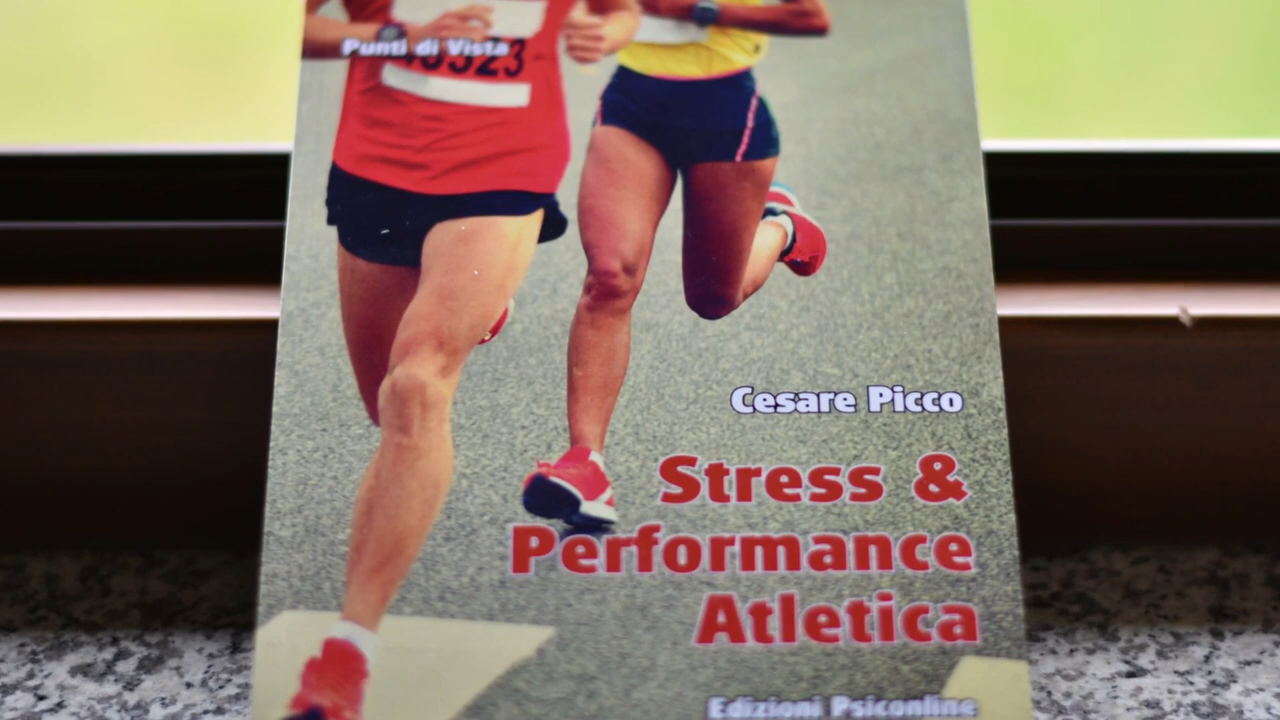 Punti di Vista
Cesare Picco
Stress &
Performance
Atletica
Edizioni Psiconline